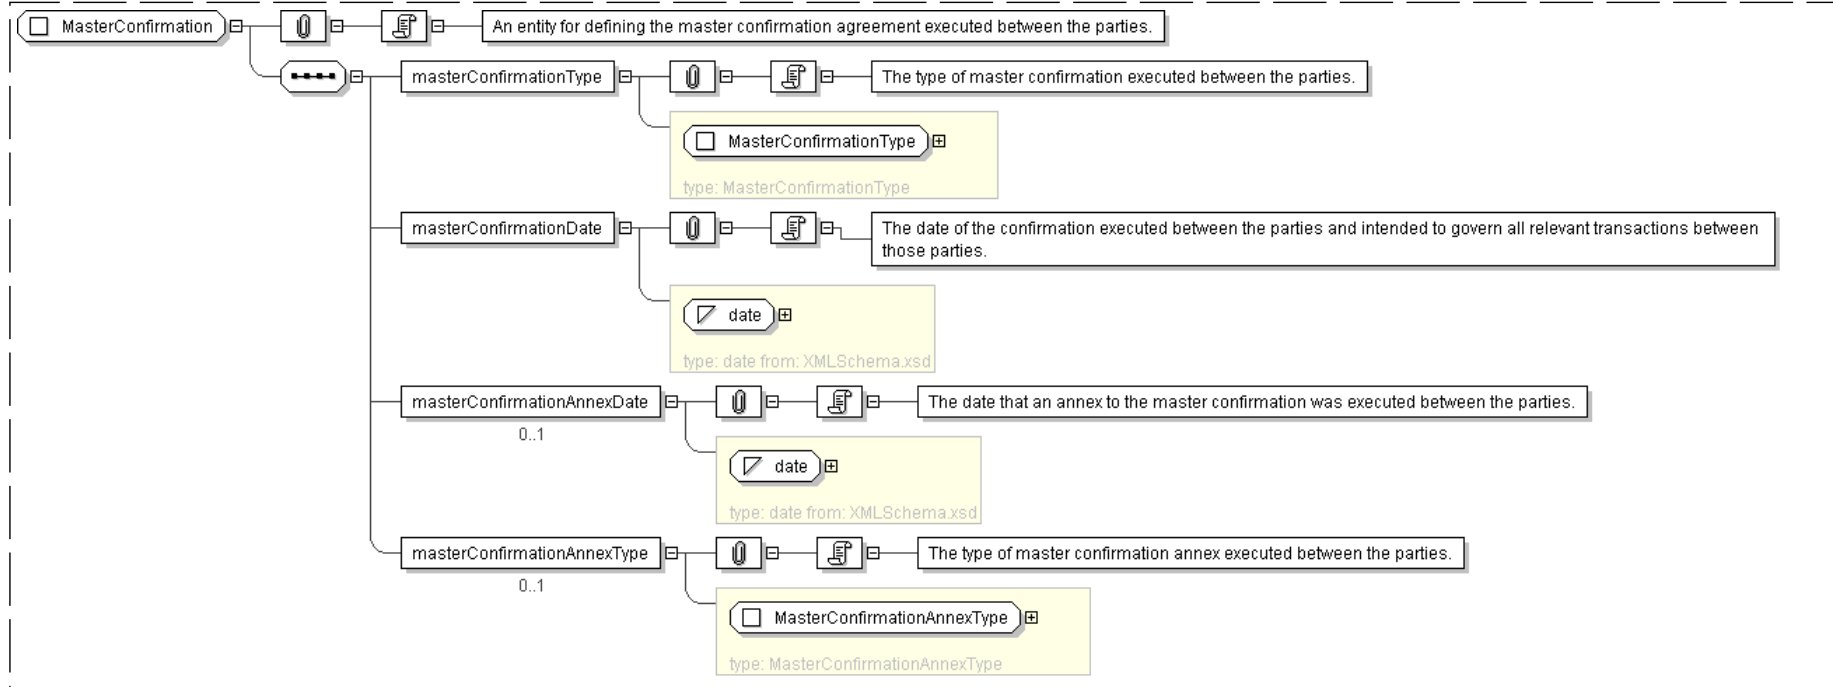 MasterConfirmation
An entity for defining the master confirmation agreement executed between the parties.
masterConfirmationType
The type of master confirmation executed between the parties.
MasterConfirmationType
type: MasterConfirmationType
masterConfirmationDate
The date of the confirmation executed between the parties and intended to govern all relevant transactions between
those parties.
date
type: date from: XMLSchema.xsd
masterConfirmationAnnexDate
0..1
The date that an annex to the master confirmation was executed between the parties.
date
type: date from: XMLSchema.xsd
masterConfirmationAnnexType
0..1
The type of master confirmation annex executed between the parties.
MasterConfirmationAnnexType
type: MasterConfirmationAnnexType